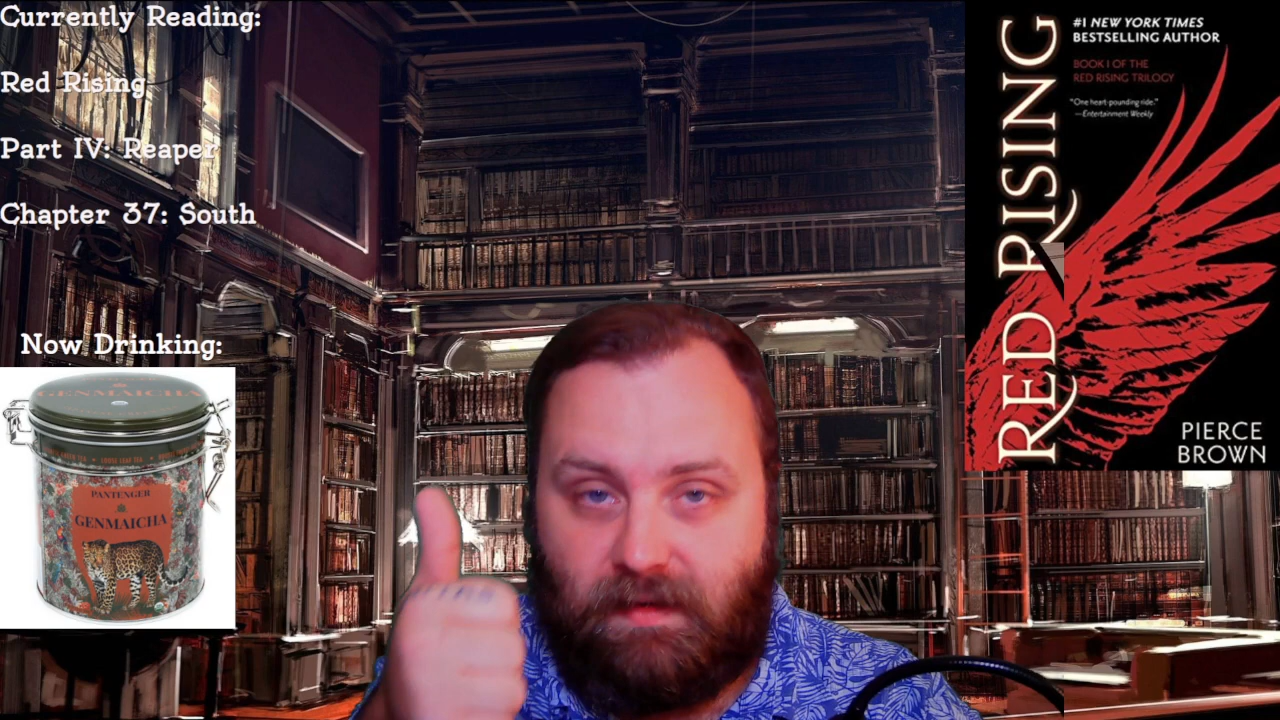 Currently Reading:
Red Rising
Part IV: Reaper
Chapter 37: South
Now Drinking:
GENMAICHA
PANTENGER
GENMAICHA
RED RISING
#1 NEW YORK TIMES
BESTSELLING AUTHOR
BOOK I OF THE
RED RISING TRILOGY
"One heart-pounding ride."
—Entertainment Weekly
PIERCE
BROWN